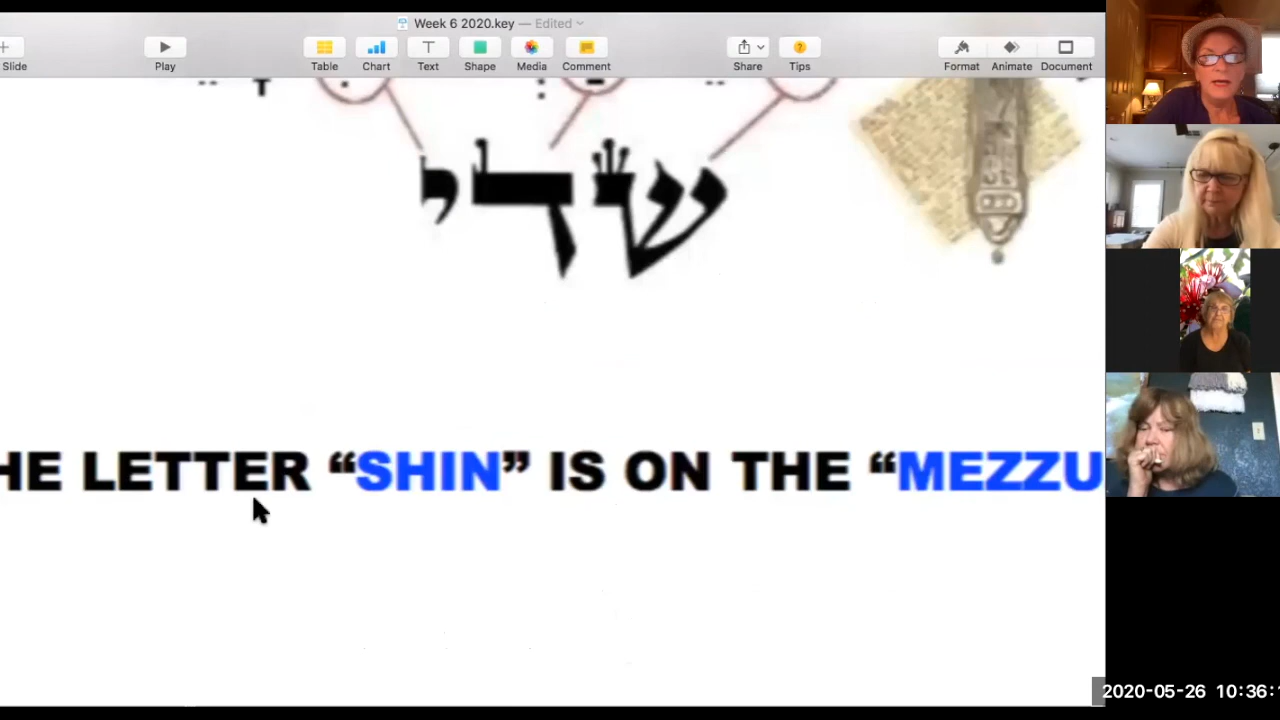 Week 6 2020.key — Edited
Slide
Play
Table
Chart
Text
Shape
Media
Comment
Share
Tips
Format
Animate
Document
שדי
HE LETTER “SHIN” IS ON THE “MEZZU
2020-05-26 10:36: